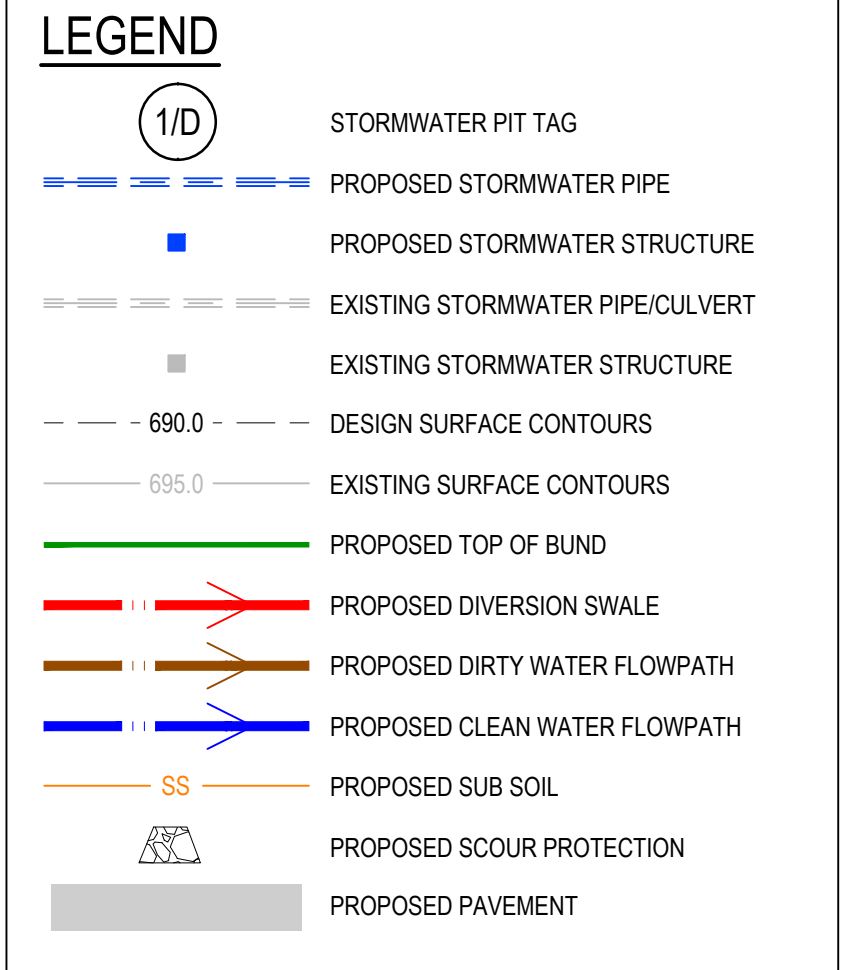 LEGEND
1/D STORMWATER PIT TAG
PROPOSED STORMWATER PIPE
PROPOSED STORMWATER STRUCTURE
EXISTING STORMWATER PIPE/CULVERT
EXISTING STORMWATER STRUCTURE
690.0 DESIGN SURFACE CONTOURS
695.0 EXISTING SURFACE CONTOURS
PROPOSED TOP OF BUND
PROPOSED DIVERSION SWALE
PROPOSED DIRTY WATER FLOWPATH
PROPOSED CLEAN WATER FLOWPATH
SS PROPOSED SUB SOIL
PROPOSED SCOUR PROTECTION
PROPOSED PAVEMENT